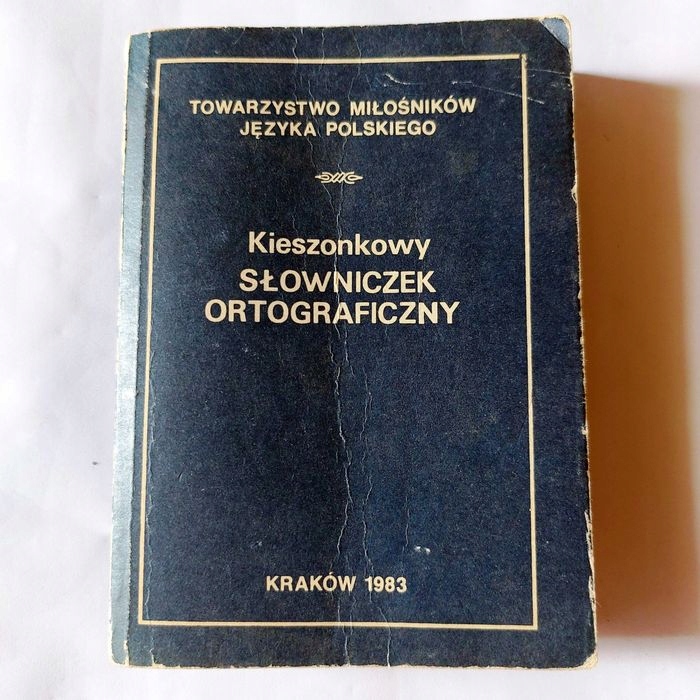 TOWARZYSTWO MIŁOŚNIKÓW
JĘZYKA POLSKIEGO
Kieszonkowy
SŁOWNICZEK
ORTOGRAFICZNY
KRAKÓW 1983